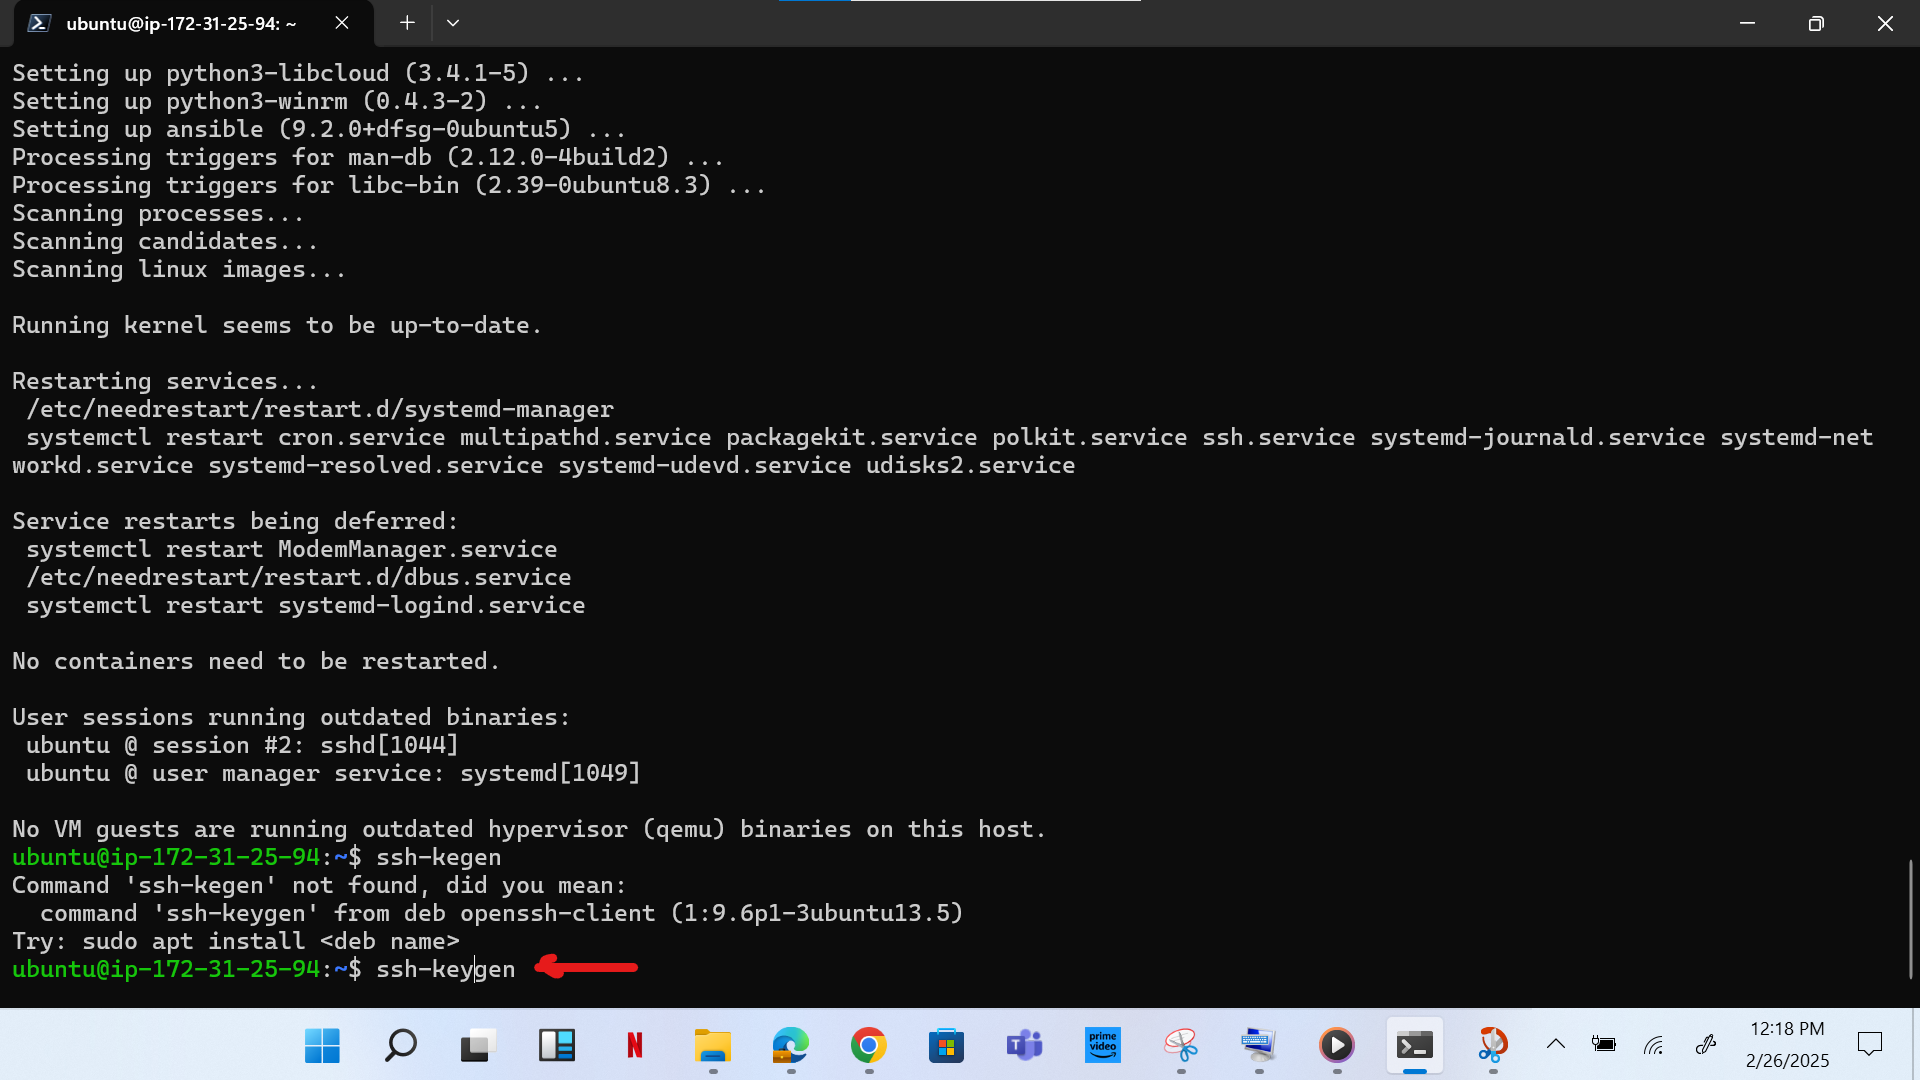 ubuntu@ip-172-31-25-94: ~
Setting up python3-libcloud (3.4.1-5) ...
Setting up python3-winrm (0.4.3-2) ...
Setting up ansible (9.2.0+dfsg-0ubuntu5) ...
Processing triggers for man-db (2.12.0-4build2) ...
Processing triggers for libc-bin (2.39-0ubuntu8.3) ...
Scanning processes...
Scanning candidates...
Scanning linux images...
Running kernel seems to be up-to-date.
Restarting services...
/etc/needrestart/restart.d/systemd-manager
systemctl restart cron.service multipathd.service packagekit.service polkit.service ssh.service systemd-journald.service systemd-net
workd.service systemd-resolved.service systemd-udevd.service udisks2.service
Service restarts being deferred:
systemctl restart ModemManager.service
/etc/needrestart/restart.d/dbus.service
systemctl restart systemd-logind.service
No containers need to be restarted.
User sessions running outdated binaries:
ubuntu @ session #2: sshd[1044]
ubuntu @ user manager service: systemd[1049]
No VM guests are running outdated hypervisor (qemu) binaries on this host.
ubuntu@ip-172-31-25-94:~$ ssh-kegen
Command 'ssh-kegen' not found, did you mean:
command 'ssh-keygen' from deb openssh-client (1:9.6p1-3ubuntu13.5)
Try: sudo apt install <deb name>
ubuntu@ip-172-31-25-94:~$ ssh-keygen
N
T
prime
video
12:18 PM
2/26/2025